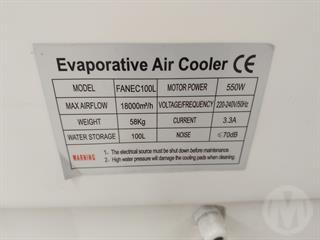 Evaporative Air Cooler CE
MODEL FANEC100L MOTOR POWER 550W
MAX AIRFLOW 18000m³/h VOLTAGE/FREQUENCY 220-240V/50Hz
WEIGHT 58Kg CURRENT 3.3A
WATER STORAGE 100L NOISE ≤70dB
WARNING
1、The electrical source must be shut down before maintenance
2、High water pressure will damage the cooling pads when cleaning.